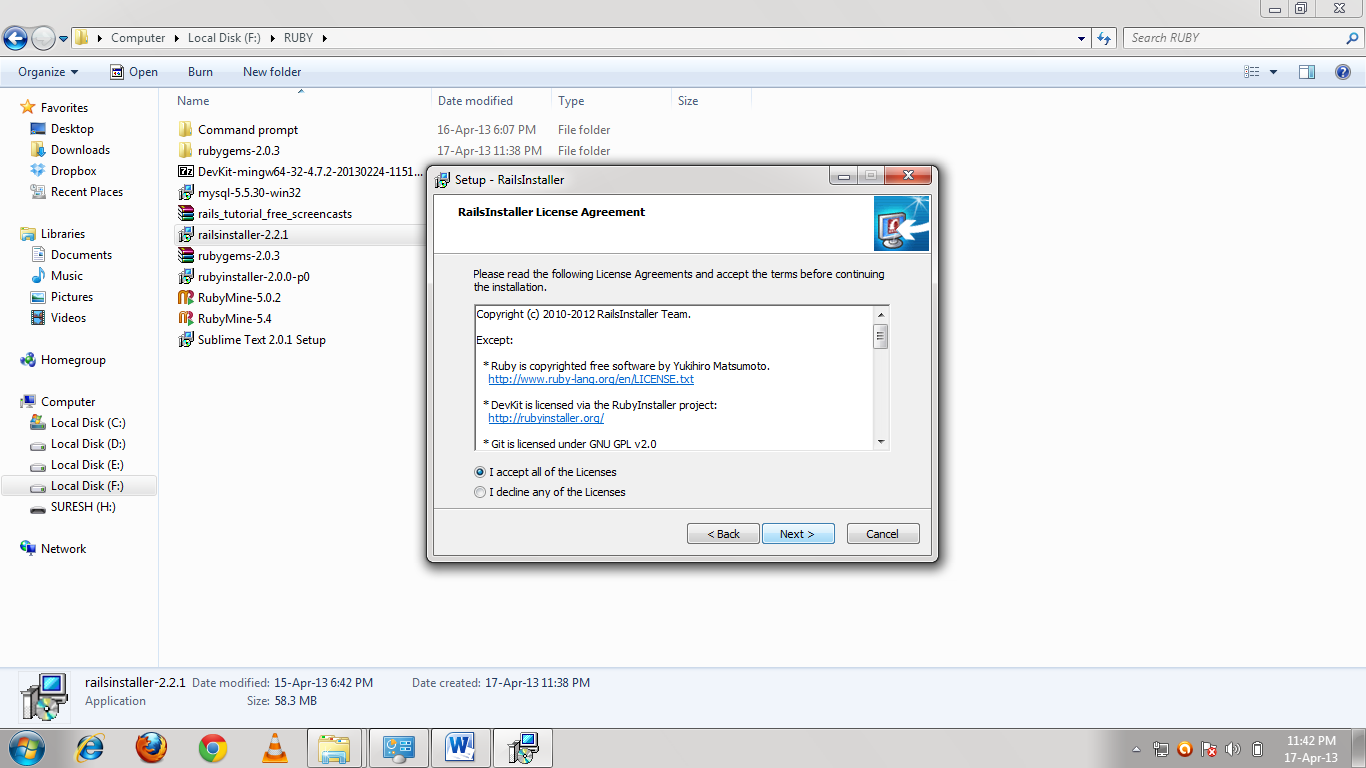 Computer Local Disk (F:) RUBY
Search RUBY
Organize Open Burn New folder
Name Date modified Type Size
Favorites
Desktop
Downloads
Dropbox
Recent Places
Libraries
Documents
Music
Pictures
Videos
Homegroup
Computer
Local Disk (C:)
Local Disk (D:)
Local Disk (E:)
Local Disk (F:)
SURESH (H:)
Network
Command prompt 16-Apr-13 6:07 PM File folder
rubygems-2.0.3 17-Apr-13 11:38 PM File folder
DevKit-mingw64-32-4.7.2-20130224-1151...
mysql-5.5.30-win32
rails_tutorial_free_screencasts
railsinstaller-2.2.1
rubygems-2.0.3
rubyinstaller-2.0.0-p0
RubyMine-5.0.2
RubyMine-5.4
Sublime Text 2.0.1 Setup
Setup - RailsInstaller
RailsInstaller License Agreement
Please read the following License Agreements and accept the terms before continuing
the installation.
Copyright (c) 2010-2012 RailsInstaller Team.
Except:
* Ruby is copyrighted free software by Yukihiro Matsumoto.
http://www.ruby-lang.org/en/LICENSE.txt
* DevKit is licensed via the RubyInstaller project:
http://rubyinstaller.org/
* Git is licensed under GNU GPL v2.0
I accept all of the Licenses
I decline any of the Licenses
< Back Next > Cancel
railsinstaller-2.2.1 Date modified: 15-Apr-13 6:42 PM Date created: 17-Apr-13 11:38 PM
Application Size: 58.3 MB
11:42 PM
17-Apr-13